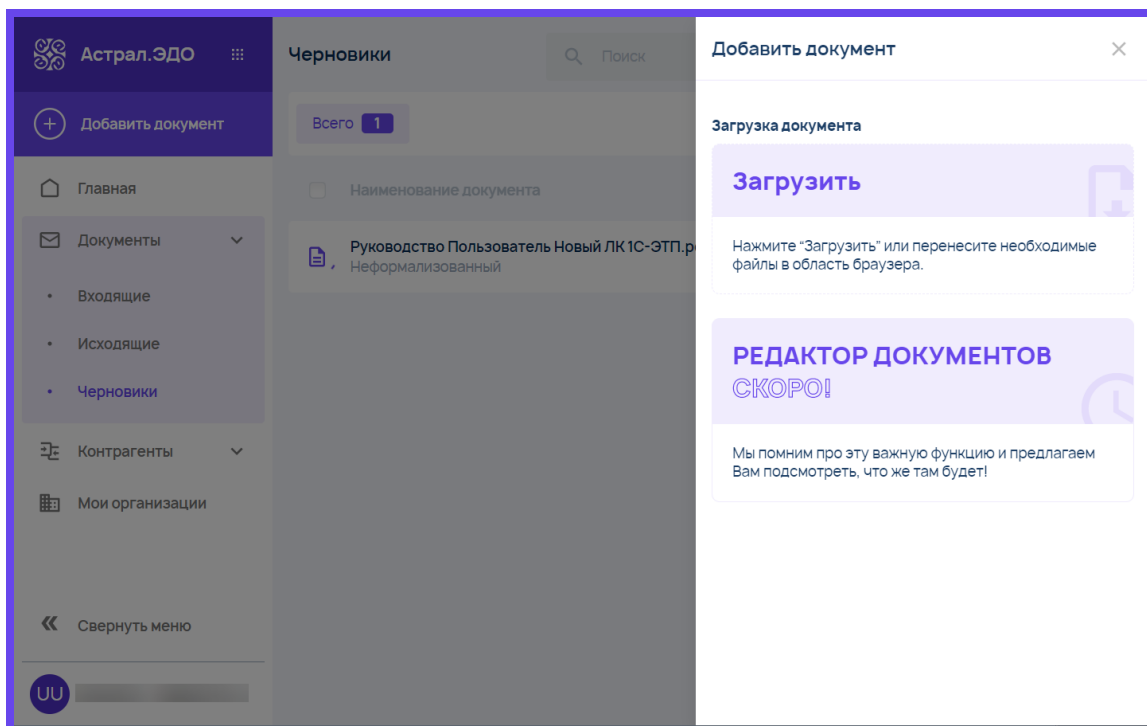 Астрал.ЭДО
Добавить документ
Главная
Документы
Входящие
Исходящие
Черновики
Контрагенты
Мои организации
Свернуть меню
UU
Черновики
Поиск
Всего 1
Наименование документа
Руководство Пользователь Новый ЛК 1С-ЭТП.p
Неформализованный
Добавить документ
Загрузка документа
Загрузить
Нажмите “Загрузить” или перенесите необходимые
файлы в область браузера.
РЕДАКТОР ДОКУМЕНТОВ
СКОРО!
Мы помним про эту важную функцию и предлагаем
Вам подсмотреть, что же там будет!